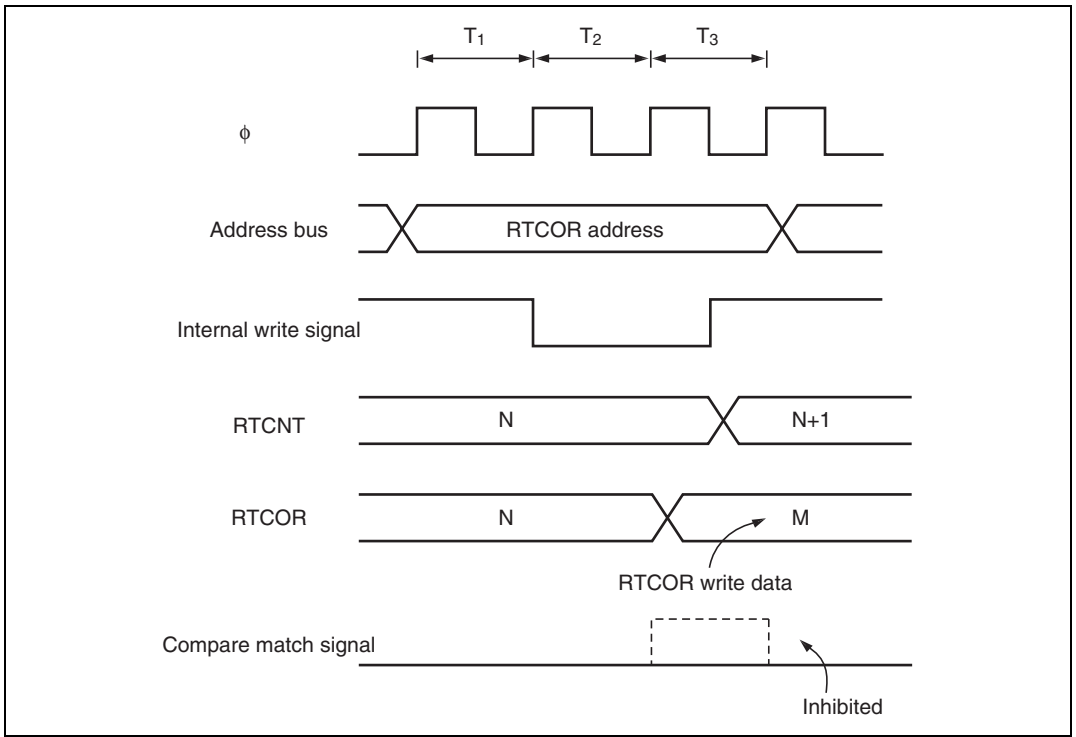 T₁ T₂ T₃
ϕ
Address bus RTCOR address
Internal write signal
RTCNT N N+1
RTCOR N M
RTCOR write data
Compare match signal
Inhibited